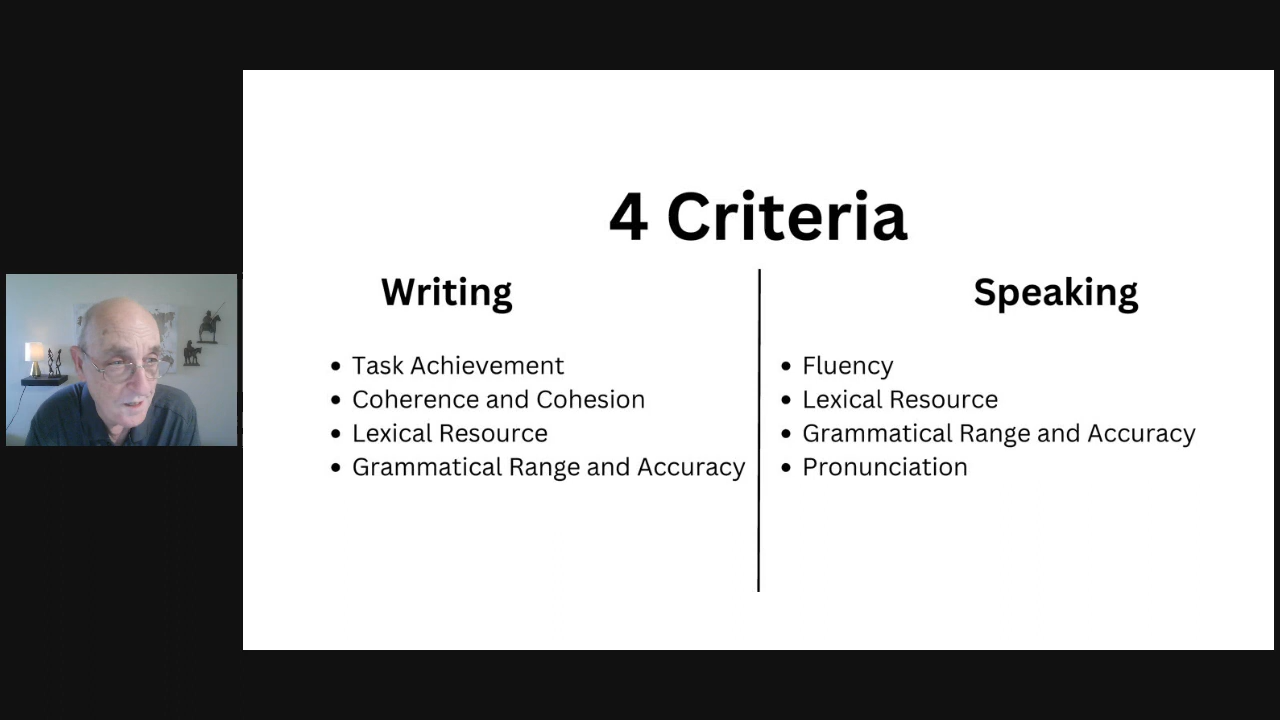 4 Criteria
Writing
Task Achievement
Coherence and Cohesion
Lexical Resource
Grammatical Range and Accuracy
Speaking
Fluency
Lexical Resource
Grammatical Range and Accuracy
Pronunciation